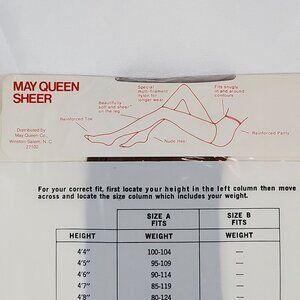 MAY QUEEN
SHEER
Special
multi-filament
nylon for
longer wear
Fits snugly
in and around
contours
Beautifully
soft and sheer
on the leg
Reinforced Toe
Nude Heel
Reinforced Panty
Distributed by
May Queen Co.
Winston-Salem, N.C.
27102
For your correct fit, first locate your height in the left column then move
across and locate the size column which includes your weight.
SIZE A
FITS
SIZE B
FITS
HEIGHT WEIGHT WEIGHT
4'4" 100-104 —
4'5" 95-109 —
4'6" 90-114 —
4'7" 85-119 —
4'8" 80-124 —